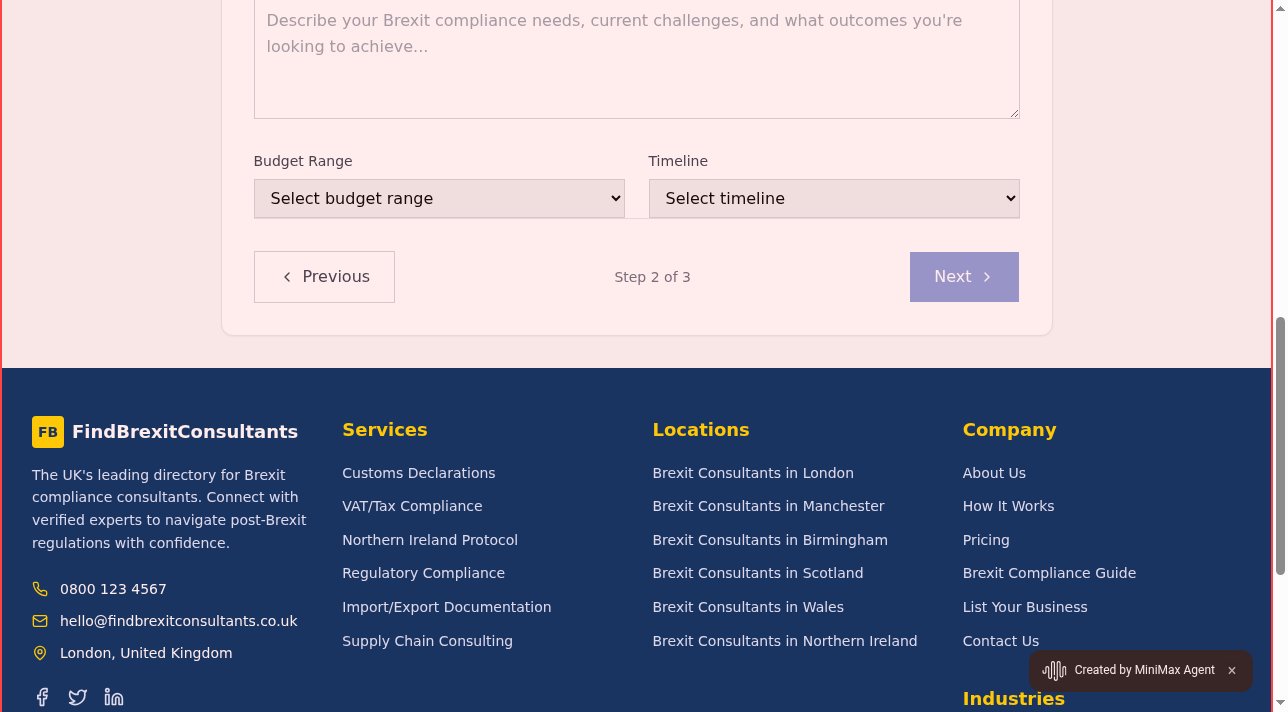 Describe your Brexit compliance needs, current challenges, and what outcomes you're
looking to achieve...
Budget Range
Timeline
Select budget range
Select timeline
Previous
Step 2 of 3
Next
FB FindBrexitConsultants
The UK's leading directory for Brexit
compliance consultants. Connect with
verified experts to navigate post-Brexit
regulations with confidence.
0800 123 4567
hello@findbrexitconsultants.co.uk
London, United Kingdom
Services
Customs Declarations
VAT/Tax Compliance
Northern Ireland Protocol
Regulatory Compliance
Import/Export Documentation
Supply Chain Consulting
Locations
Brexit Consultants in London
Brexit Consultants in Manchester
Brexit Consultants in Birmingham
Brexit Consultants in Scotland
Brexit Consultants in Wales
Brexit Consultants in Northern Ireland
Company
About Us
How It Works
Pricing
Brexit Compliance Guide
List Your Business
Contact Us
Industries
Created by MiniMax Agent